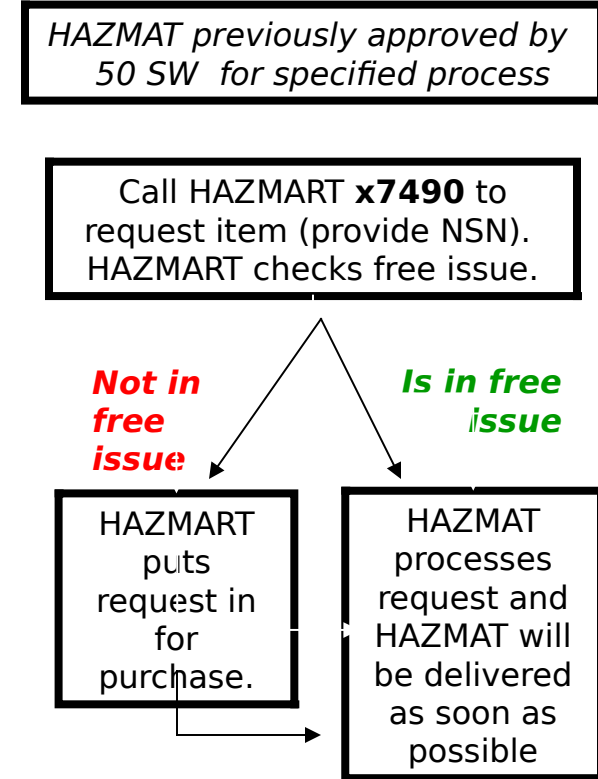 HAZMAT previously approved by
50 SW for specified process
Call HAZMART x7490 to
request item (provide NSN).
HAZMART checks free issue.
Not in
free
issue
Is in free
issue
HAZMART
puts
request in
for
purchase.
HAZMAT
processes
request and
HAZMAT will
be delivered
as soon as
possible